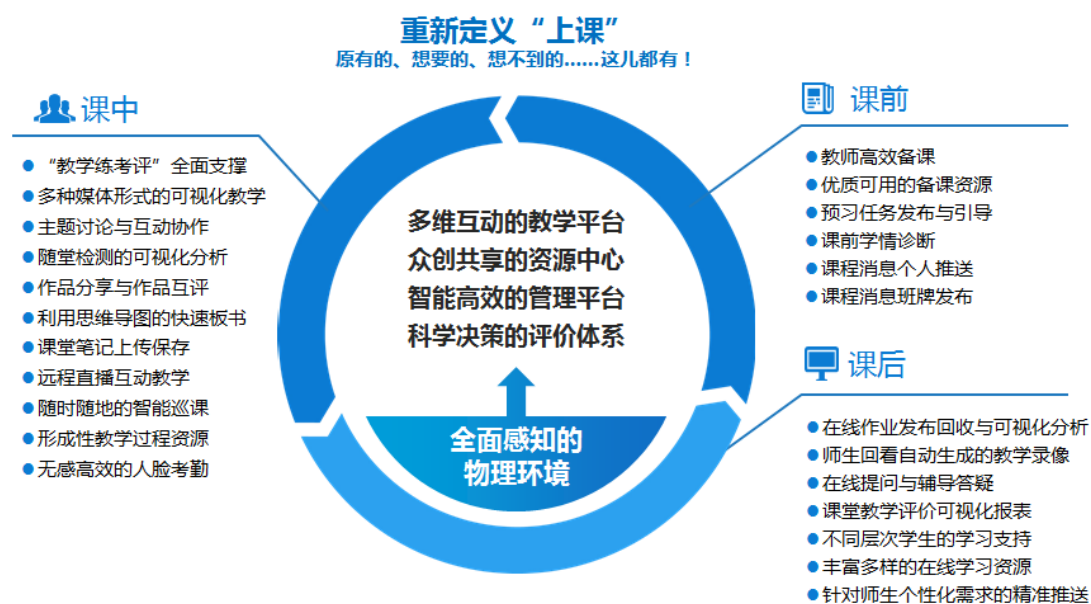 重新定义“上课”
原有的、想要的、想不到的......这儿都有！
课中
“教学练考评”全面支撑
多种媒体形式的可视化教学
主题讨论与互动协作
随堂检测的可视化分析
作品分享与作品互评
利用思维导图的快速板书
课堂笔记上传保存
远程直播互动教学
随时随地的智能巡课
形成性教学过程资源
无感高效的人脸考勤
多维互动的教学平台
众创共享的资源中心
智能高效的管理平台
科学决策的评价体系
全面感知的
物理环境
课前
教师高效备课
优质可用的备课资源
预习任务发布与引导
课前学情诊断
课程消息个人推送
课程消息班牌发布
课后
在线作业发布回收与可视化分析
师生回看自动生成的教学录像
在线提问与辅导答疑
课堂教学评价可视化报表
不同层次学生的学习支持
丰富多样的在线学习资源
针对师生个性化需求的精准推送